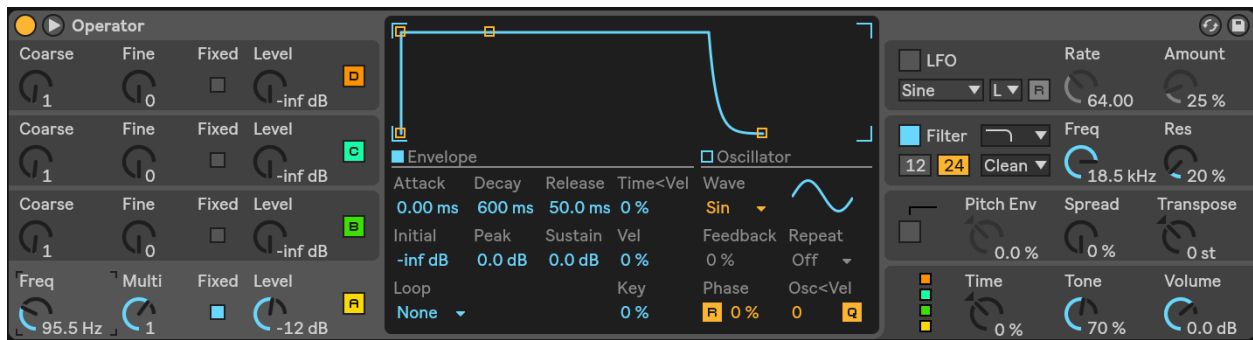 Operator
Coarse Fine Fixed Level
1 0 -inf dB D
Coarse Fine Fixed Level
1 0 -inf dB C
Coarse Fine Fixed Level
1 0 -inf dB B
Freq Multi Fixed Level
95.5 Hz 1 -12 dB A
Envelope
Attack Decay Release Time<Vel
0.00 ms 600 ms 50.0 ms 0 %
Initial Peak Sustain Vel
-inf dB 0.0 dB 0.0 dB 0 %
Loop Key
None 0 %
Oscillator
Wave
Sin
Feedback Repeat
0 % Off
Phase Osc<Vel
R 0 % 0 Q
LFO Rate Amount
Sine L R 64.00 25 %
Filter Freq Res
12 24 Clean 18.5 kHz 20 %
Pitch Env Spread Transpose
0.0 % 0 % 0 st
Time Tone Volume
0 % 70 % 0.0 dB